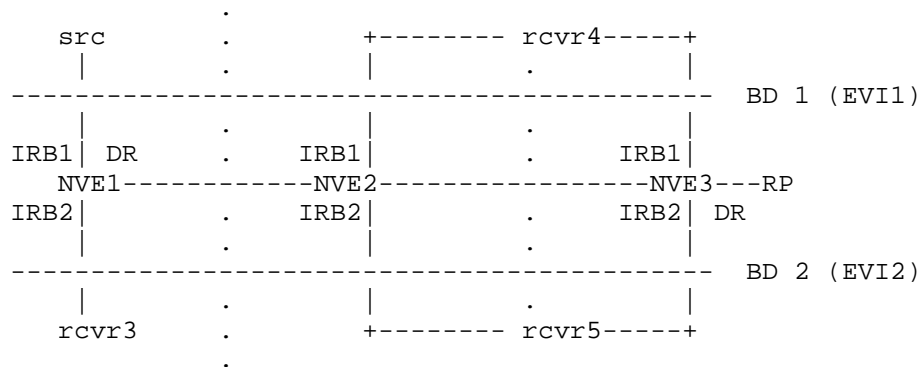 .
src . +-------- rcvr4-----+
| . | . |
--------------------------------------------- BD 1 (EVI1)
| . | . |
IRB1| DR . IRB1| . IRB1|
NVE1------------NVE2-----------------NVE3---RP
IRB2| . IRB2| . IRB2| DR
| . | . |
--------------------------------------------- BD 2 (EVI2)
| . | . |
rcvr3 . +-------- rcvr5-----+
.